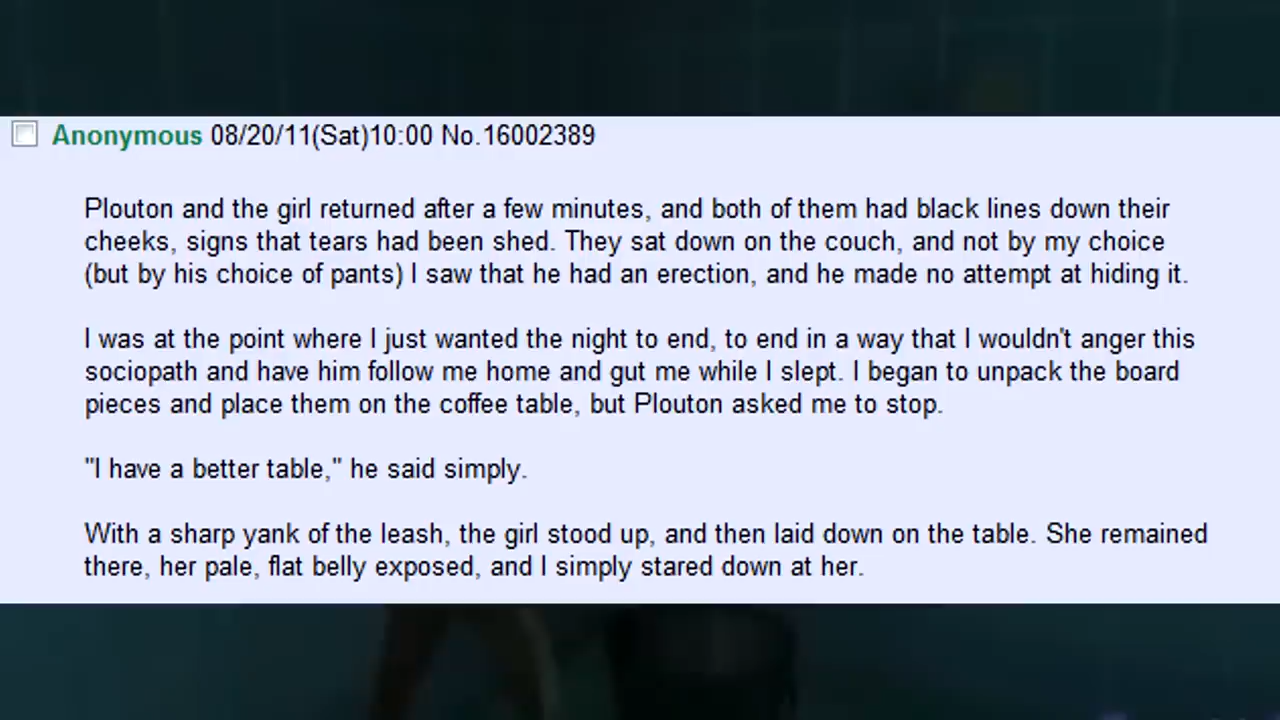 Anonymous 08/20/11(Sat)10:00 No.16002389
Plouton and the girl returned after a few minutes, and both of them had black lines down their
cheeks, signs that tears had been shed. They sat down on the couch, and not by my choice
(but by his choice of pants) I saw that he had an erection, and he made no attempt at hiding it.
I was at the point where I just wanted the night to end, to end in a way that I wouldn't anger this
sociopath and have him follow me home and gut me while I slept. I began to unpack the board
pieces and place them on the coffee table, but Plouton asked me to stop.
"I have a better table," he said simply.
With a sharp yank of the leash, the girl stood up, and then laid down on the table. She remained
there, her pale, flat belly exposed, and I simply stared down at her.